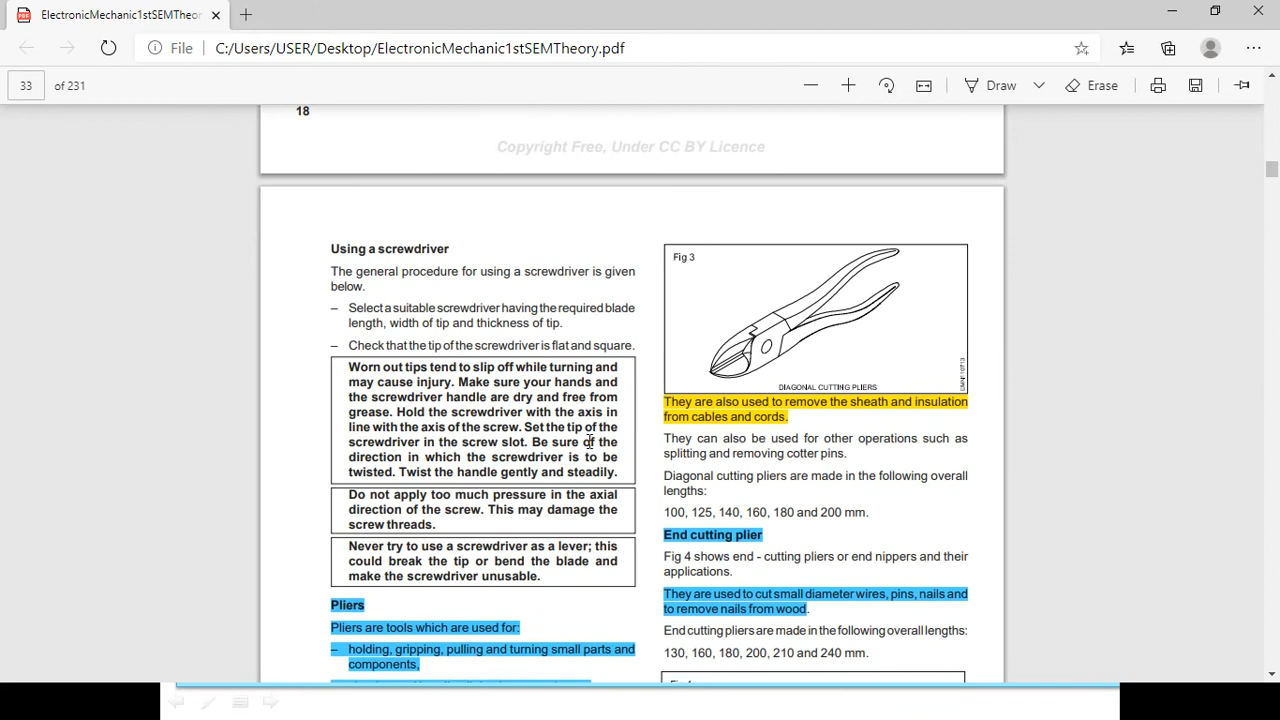 ElectronicMechanic1stSEMTheory
File
C:/Users/USER/Desktop/ElectronicMechanic1stSEMTheory.pdf
33
of 231
Draw
Erase
18
Copyright Free, Under CC BY Licence
Using a screwdriver
The general procedure for using a screwdriver is given
below.
– Select a suitable screwdriver having the required blade
length, width of tip and thickness of tip.
– Check that the tip of the screwdriver is flat and square.
Worn out tips tend to slip off while turning and
may cause injury. Make sure your hands and
the screwdriver handle are dry and free from
grease. Hold the screwdriver with the axis in
line with the axis of the screw. Set the tip of the
screwdriver in the screw slot. Be sure of the
direction in which the screwdriver is to be
twisted. Twist the handle gently and steadily.
Do not apply too much pressure in the axial
direction of the screw. This may damage the
screw threads.
Never try to use a screwdriver as a lever; this
could break the tip or bend the blade and
make the screwdriver unusable.
Pliers
Pliers are tools which are used for:
– holding, gripping, pulling and turning small parts and
components,
Fig 3
DIAGONAL CUTTING PLIERS
They are also used to remove the sheath and insulation
from cables and cords.
They can also be used for other operations such as
splitting and removing cotter pins.
Diagonal cutting pliers are made in the following overall
lengths:
100, 125, 140, 160, 180 and 200 mm.
End cutting plier
Fig 4 shows end - cutting pliers or end nippers and their
applications.
They are used to cut small diameter wires, pins, nails and
to remove nails from wood.
End cutting pliers are made in the following overall lengths:
130, 160, 180, 200, 210 and 240 mm.